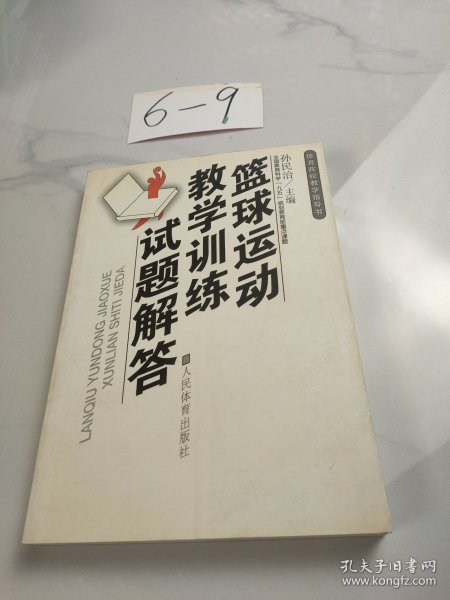 6-9
体育院校教学指导书
孙民治/主编
全国教育科学“九五”规划教育部重点课题
篮球运动
教学训练
试题解答
LANQIU YUNDONG JIAOXUE
XUNLIAN SHITI JIEDA
人民体育出版社
孔夫子旧书网
www.kongfz.com